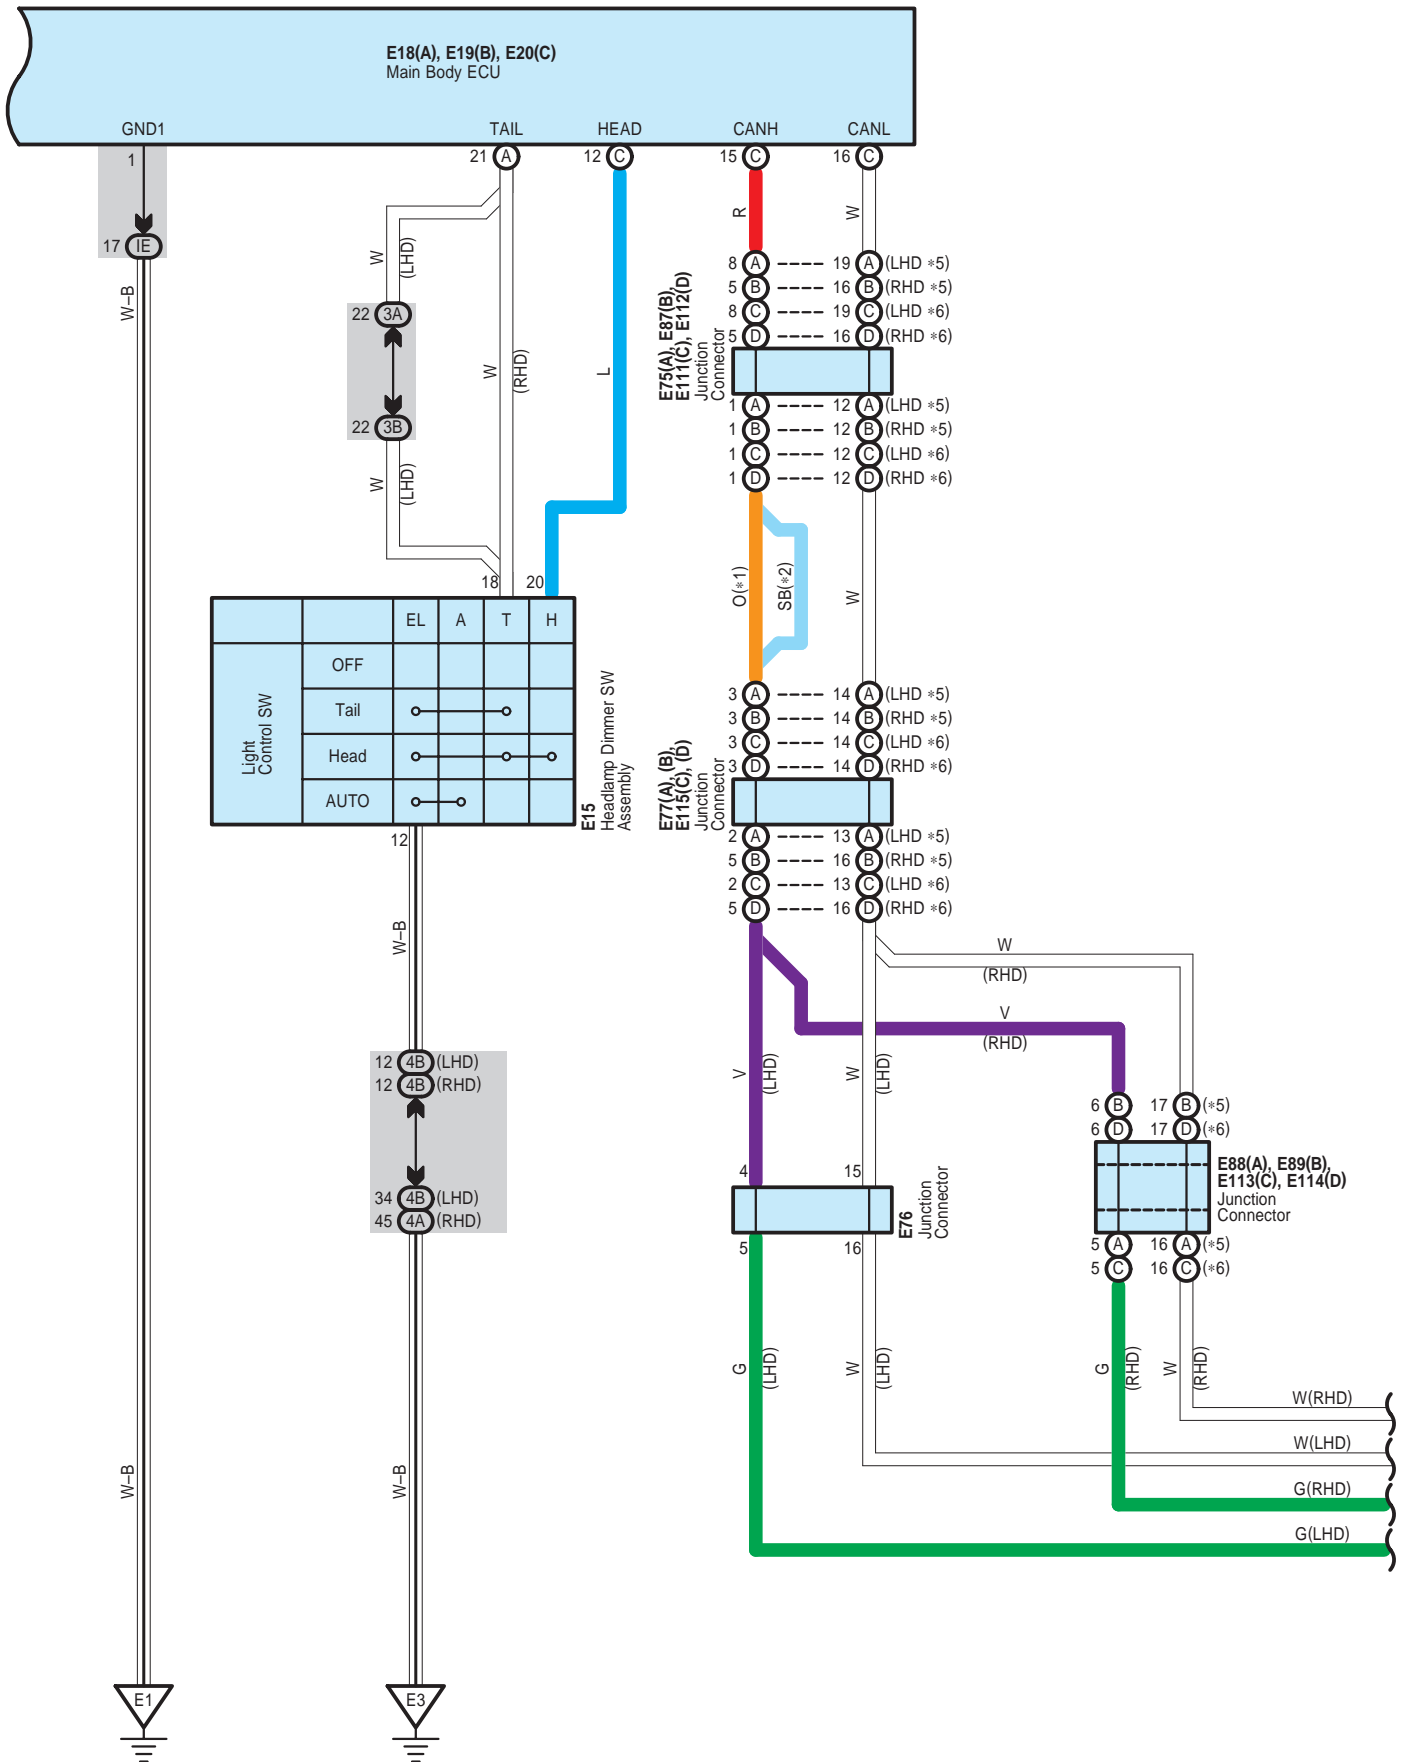 E18(A), E19(B), E20(C)
Main Body ECU
GND1
TAIL
HEAD
CANH
CANL
1
21 A
12 C
15 C
16 C
17 IE
W–B
W
(LHD)
22 3A
22 3B
W
(LHD)
W
(RHD)
L
R
W
8 A 19 A (LHD *5)
5 B 16 B (RHD *5)
8 C 19 C (LHD *6)
5 D 16 D (RHD *6)
E75(A), E87(B),
E111(C), E112(D)
Junction
Connector
1 A 12 A (LHD *5)
1 B 12 B (RHD *5)
1 C 12 C (LHD *6)
1 D 12 D (RHD *6)
O(*1)
SB(*2)
W
18
20
EL A T H
Light
Control SW
OFF
Tail
Head
AUTO
E15
Headlamp Dimmer SW
Assembly
12
3 A 14 A (LHD *5)
3 B 14 B (RHD *5)
3 C 14 C (LHD *6)
3 D 14 D (RHD *6)
E77(A), (B),
E115(C), (D)
Junction
Connector
2 A 13 A (LHD *5)
5 B 16 B (RHD *5)
2 C 13 C (LHD *6)
5 D 16 D (RHD *6)
W–B
W
(RHD)
V
(RHD)
V
(LHD)
W
(LHD)
12 4B (LHD)
12 4B (RHD)
34 4B (LHD)
45 4A (RHD)
6 B 17 B (*5)
6 D 17 D (*6)
E88(A), E89(B),
E113(C), E114(D)
Junction
Connector
5 A 16 A (*5)
5 C 16 C (*6)
4
15
E76
Junction
Connector
5
16
G
(LHD)
W
(LHD)
G
(RHD)
W
(RHD)
W(RHD)
W(LHD)
G(RHD)
G(LHD)
W–B
W–B
E1
E3